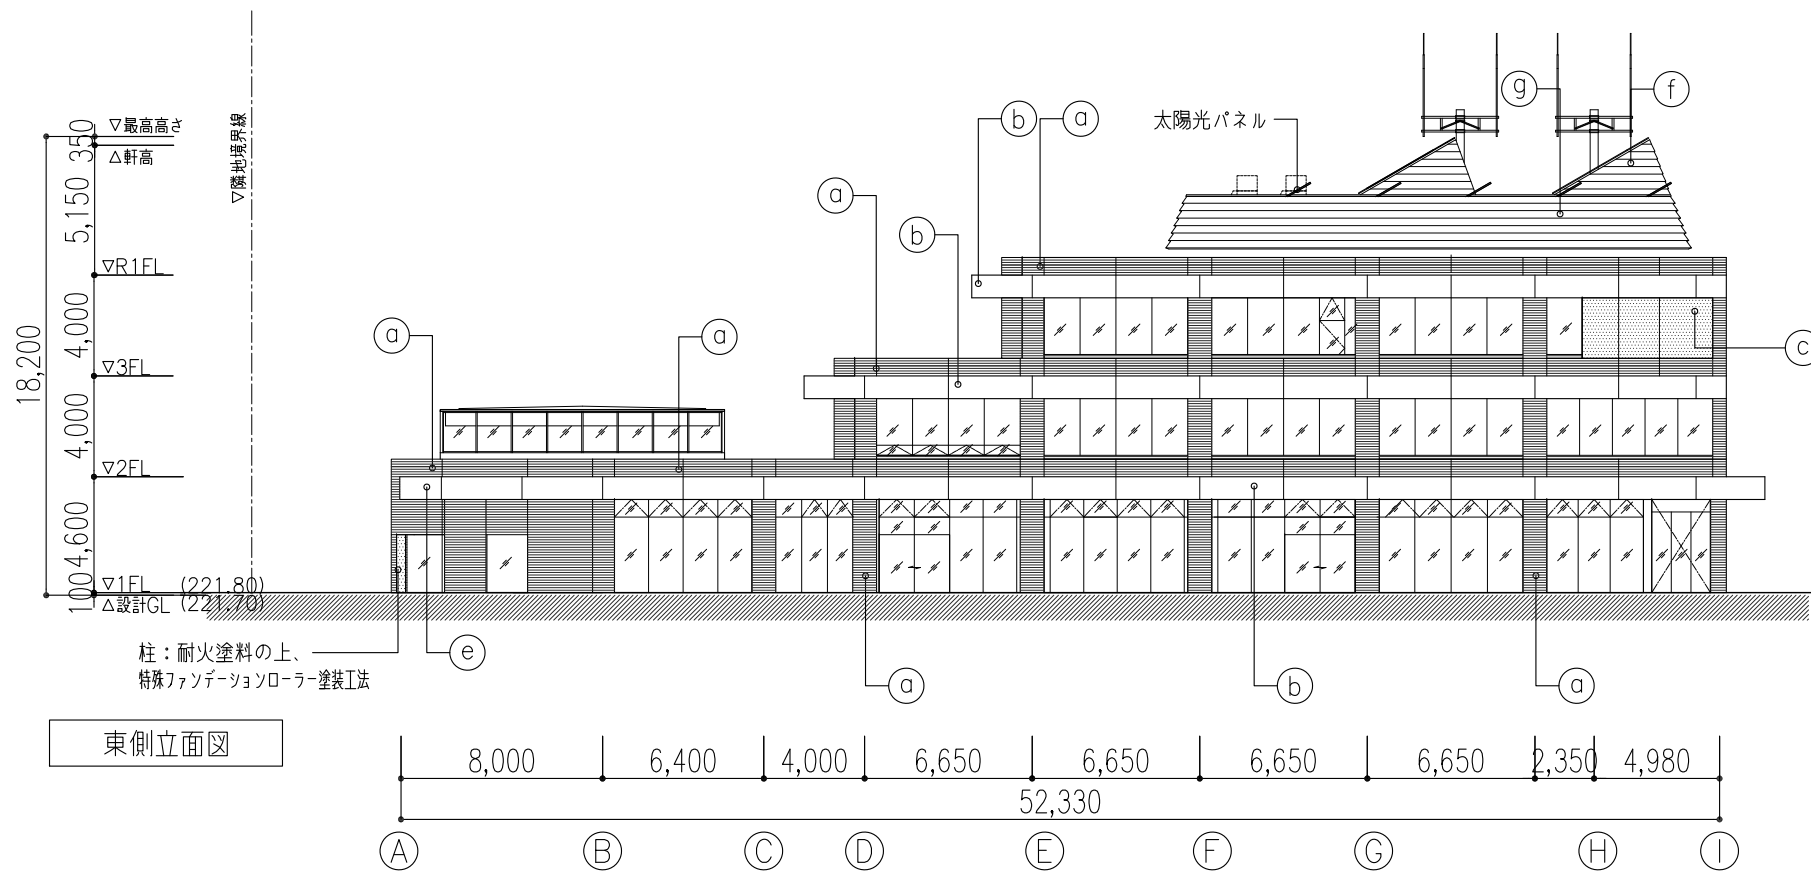 ▽最高高さ
350
△軒高
5,150
▽R1FL
4,000
▽3FL
4,000
▽2FL
4,600
▽1FL (221.80)
100
△設計GL (221.70)
18,200
▽隣地境界線
太陽光パネル
g
f
b
a
a
b
a
a
c
柱：耐火塗料の上、
特殊ファンデーションローラー塗装工法
e
a
b
a
東側立面図
8,000 6,400 4,000 6,650 6,650 6,650 6,650 2,350 4,980
52,330
A B C D E F G H I